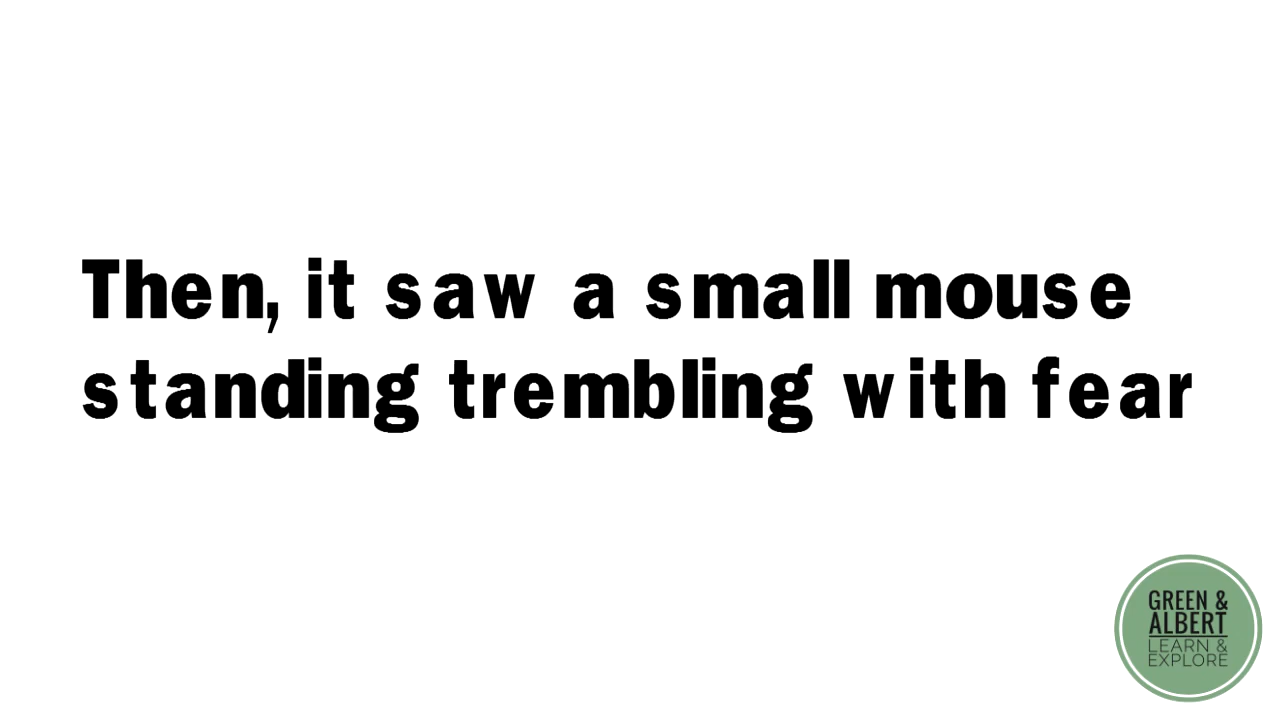 Then, it saw a small mouse
standing trembling with fear
GREEN &
ALBERT
LEARN &
EXPLORE